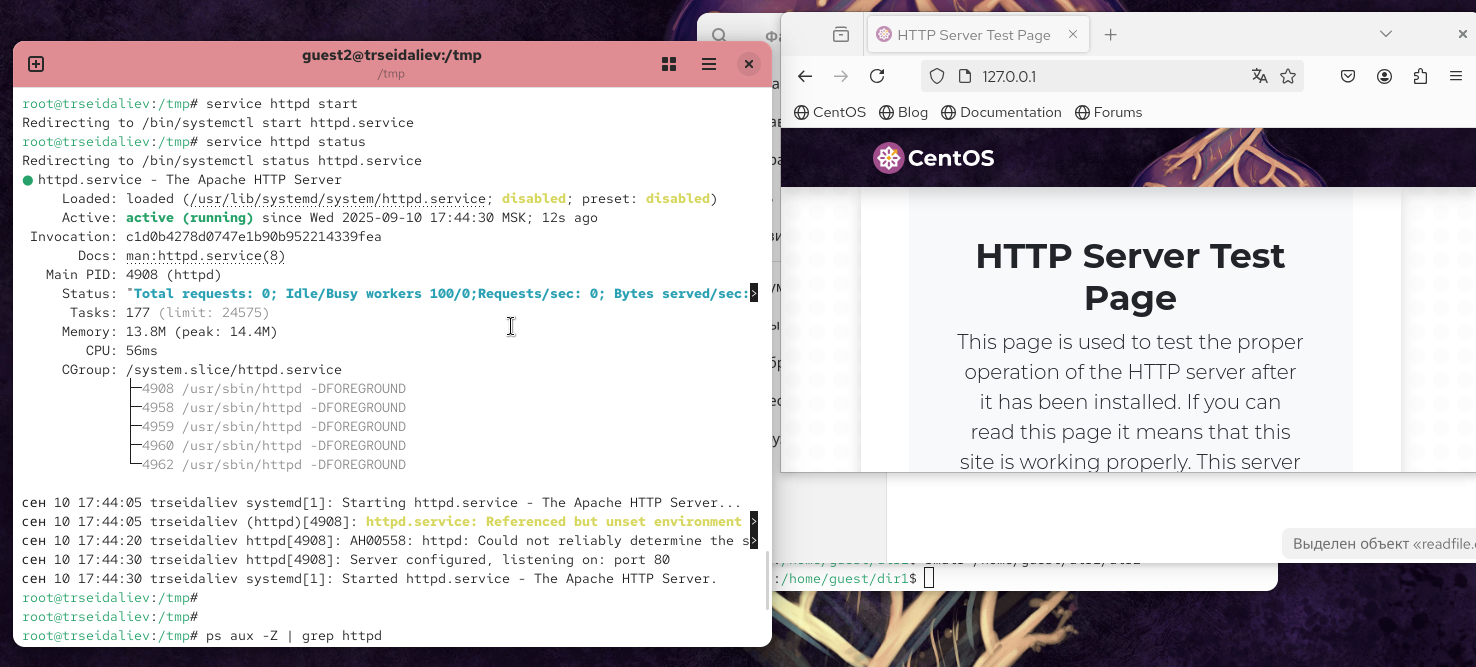 guest2@trseidaliev:/tmp
/tmp
root@trseidaliev:/tmp# service httpd start
Redirecting to /bin/systemctl start httpd.service
root@trseidaliev:/tmp# service httpd status
Redirecting to /bin/systemctl status httpd.service
● httpd.service - The Apache HTTP Server
Loaded: loaded (/usr/lib/systemd/system/httpd.service; disabled; preset: disabled)
Active: active (running) since Wed 2025-09-10 17:44:30 MSK; 12s ago
Invocation: c1d0b4278d0747e1b90b952214339fea
Docs: man:httpd.service(8)
Main PID: 4908 (httpd)
Status: "Total requests: 0; Idle/Busy workers 100/0;Requests/sec: 0; Bytes served/sec:>
Tasks: 177 (limit: 24575)
Memory: 13.8M (peak: 14.4M)
CPU: 56ms
CGroup: /system.slice/httpd.service
├─4908 /usr/sbin/httpd -DFOREGROUND
├─4958 /usr/sbin/httpd -DFOREGROUND
├─4959 /usr/sbin/httpd -DFOREGROUND
├─4960 /usr/sbin/httpd -DFOREGROUND
└─4962 /usr/sbin/httpd -DFOREGROUND
сен 10 17:44:05 trseidaliev systemd[1]: Starting httpd.service - The Apache HTTP Server...
сен 10 17:44:05 trseidaliev (httpd)[4908]: httpd.service: Referenced but unset environment >
сен 10 17:44:20 trseidaliev httpd[4908]: AH00558: httpd: Could not reliably determine the s>
сен 10 17:44:30 trseidaliev httpd[4908]: Server configured, listening on: port 80
сен 10 17:44:30 trseidaliev systemd[1]: Started httpd.service - The Apache HTTP Server.
root@trseidaliev:/tmp#
root@trseidaliev:/tmp#
root@trseidaliev:/tmp# ps aux -Z | grep httpd
HTTP Server Test Page
127.0.0.1
CentOS Blog Documentation Forums
CentOS
HTTP Server Test
Page
This page is used to test the proper
operation of the HTTP server after
it has been installed. If you can
read this page it means that this
site is working properly. This server
Выделен объект «readfile.
:/home/guest/dir1$